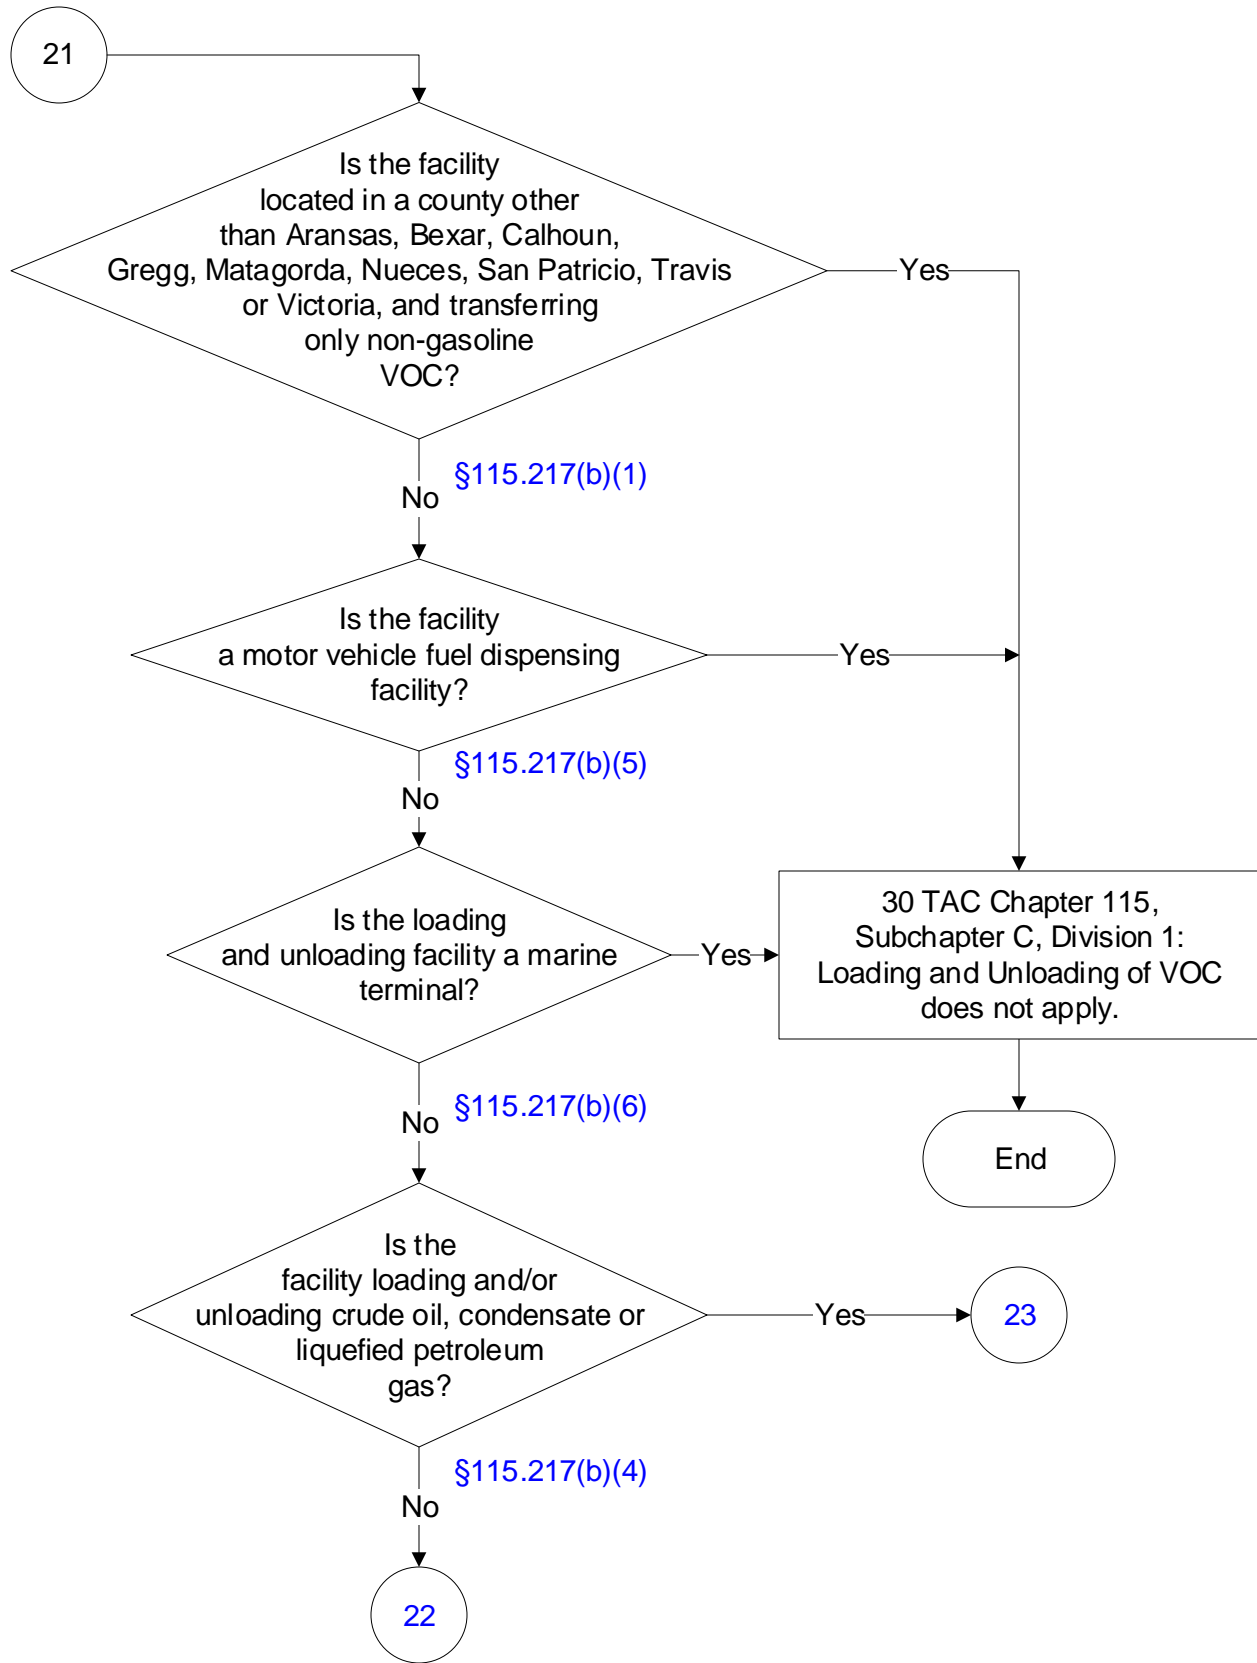 21
Is the facility
located in a county other
than Aransas, Bexar, Calhoun,
Gregg, Matagorda, Nueces, San Patricio, Travis
or Victoria, and transferring
only non-gasoline
VOC?
Yes
§115.217(b)(1)
No
Is the facility
a motor vehicle fuel dispensing
facility?
Yes
§115.217(b)(5)
No
Is the loading
and unloading facility a marine
terminal?
Yes
30 TAC Chapter 115,
Subchapter C, Division 1:
Loading and Unloading of VOC
does not apply.
§115.217(b)(6)
No
End
Is the
facility loading and/or
unloading crude oil, condensate or
liquefied petroleum
gas?
Yes
23
§115.217(b)(4)
No
22